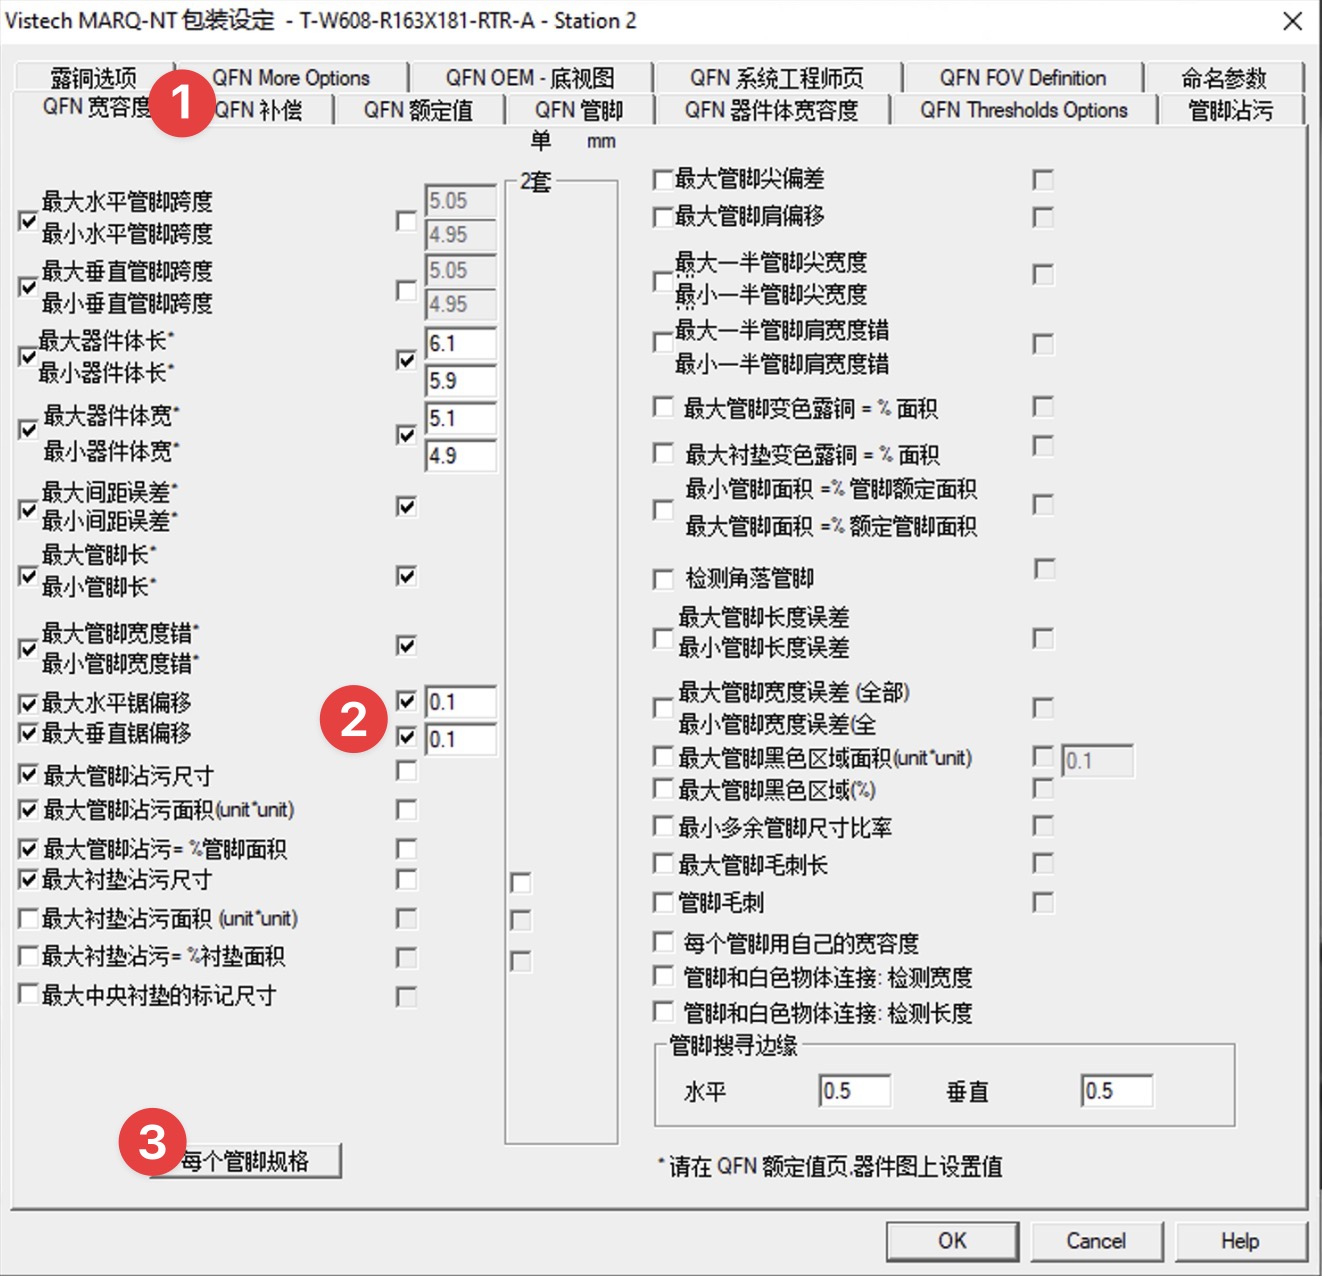 Vistech MARQ-NT 包装设定 - T-W608-R163X181-RTR-A - Station 2
露铜选项 QFN More Options QFN OEM - 底视图 QFN 系统工程师页 QFN FOV Definition 命名参数
QFN 宽容度 1 QFN 补偿 QFN 额定值 QFN 管脚 QFN 器件体宽容度 QFN Thresholds Options 管脚沾污
单 mm
2套
最大水平管脚跨度 5.05
最小水平管脚跨度 4.95
最大垂直管脚跨度 5.05
最小垂直管脚跨度 4.95
最大器件体长* 6.1
最小器件体长* 5.9
最大器件体宽* 5.1
最小器件体宽* 4.9
最大间距误差*
最小间距误差*
最大管脚长*
最小管脚长*
最大管脚宽度错*
最小管脚宽度错*
最大水平锯偏移 0.1
2
最大垂直锯偏移 0.1
最大管脚沾污尺寸
最大管脚沾污面积(unit*unit)
最大管脚沾污= %管脚面积
最大衬垫沾污尺寸
最大衬垫沾污面积 (unit*unit)
最大衬垫沾污= %衬垫面积
最大中央衬垫的标记尺寸
3 每个管脚规格
最大管脚尖偏差
最大管脚肩偏移
最大一半管脚尖宽度
最小一半管脚尖宽度
最大一半管脚肩宽度错
最小一半管脚肩宽度错
最大管脚变色露铜 = % 面积
最大衬垫变色露铜 = % 面积
最小管脚面积 =% 管脚额定面积
最大管脚面积 =% 额定管脚面积
检测角落管脚
最大管脚长度误差
最小管脚长度误差
最大管脚宽度误差 (全部)
最小管脚宽度误差(全
最大管脚黑色区域面积(unit*unit) 0.1
最大管脚黑色区域(%)
最小多余管脚尺寸比率
最大管脚毛刺长
管脚毛刺
每个管脚用自己的宽容度
管脚和白色物体连接: 检测宽度
管脚和白色物体连接: 检测长度
管脚搜寻边缘
水平 0.5 垂直 0.5
* 请在 QFN 额定值页,器件图上设置值
OK Cancel Help